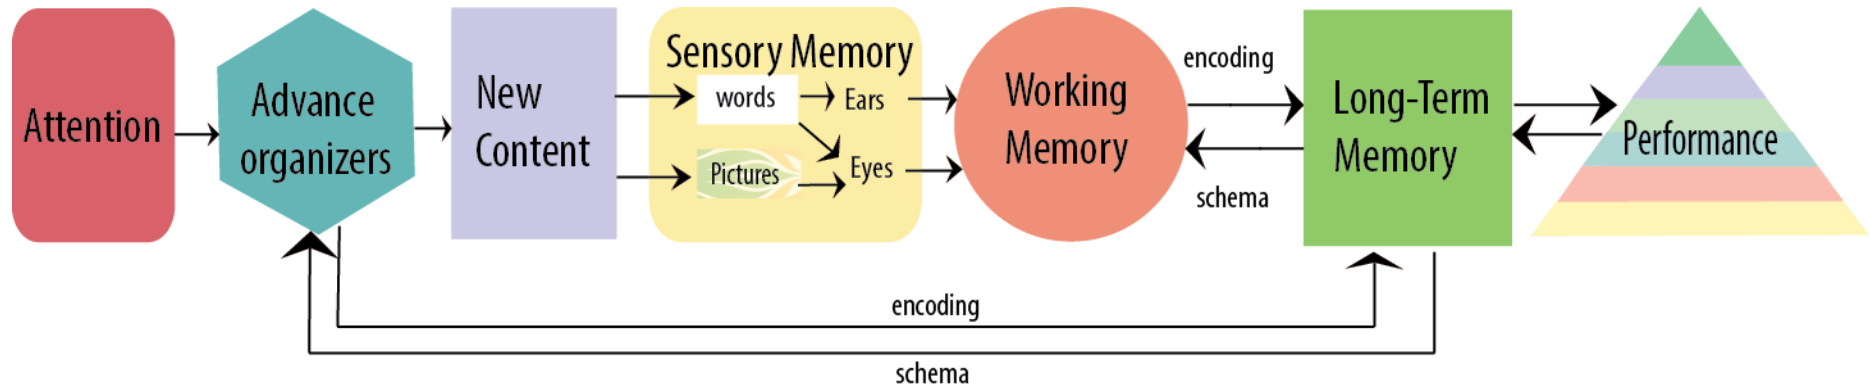 Attention
Advance
organizers
New
Content
Sensory Memory
words
Ears
Pictures
Eyes
Working
Memory
encoding
schema
Long-Term
Memory
Performance
encoding
schema